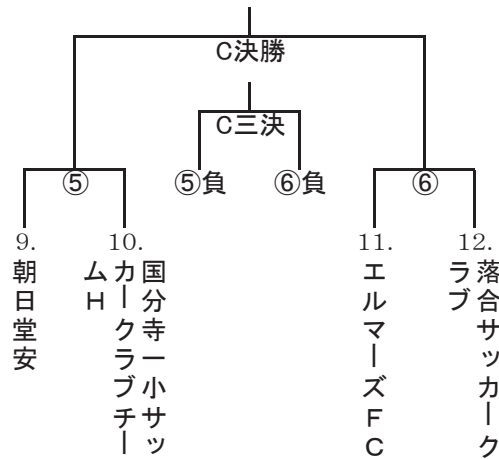 C決勝
C三決
⑤
⑤負
⑥負
⑥
9.
10.
11.
12.
朝日堂安
国分寺一小サッ
カークラブチー
ムH
エルマーズFC
落合サッカーク
ラブ